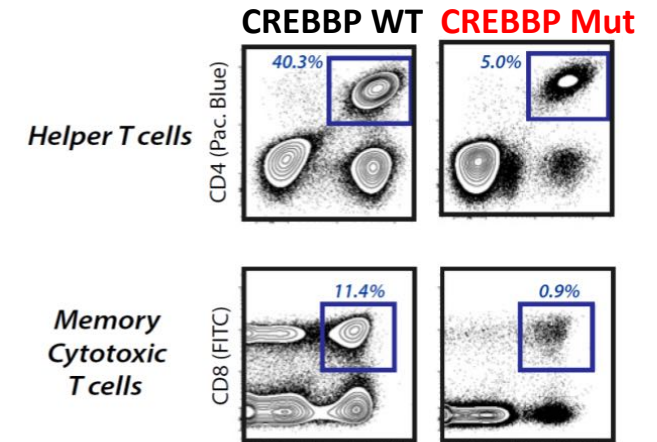 CREBBP WT CREBBP Mut
40.3%
5.0%
Helper T cells
CD4 (Pac. Blue)
11.4%
0.9%
Memory
Cytotoxic
T cells
CD8 (FITC)